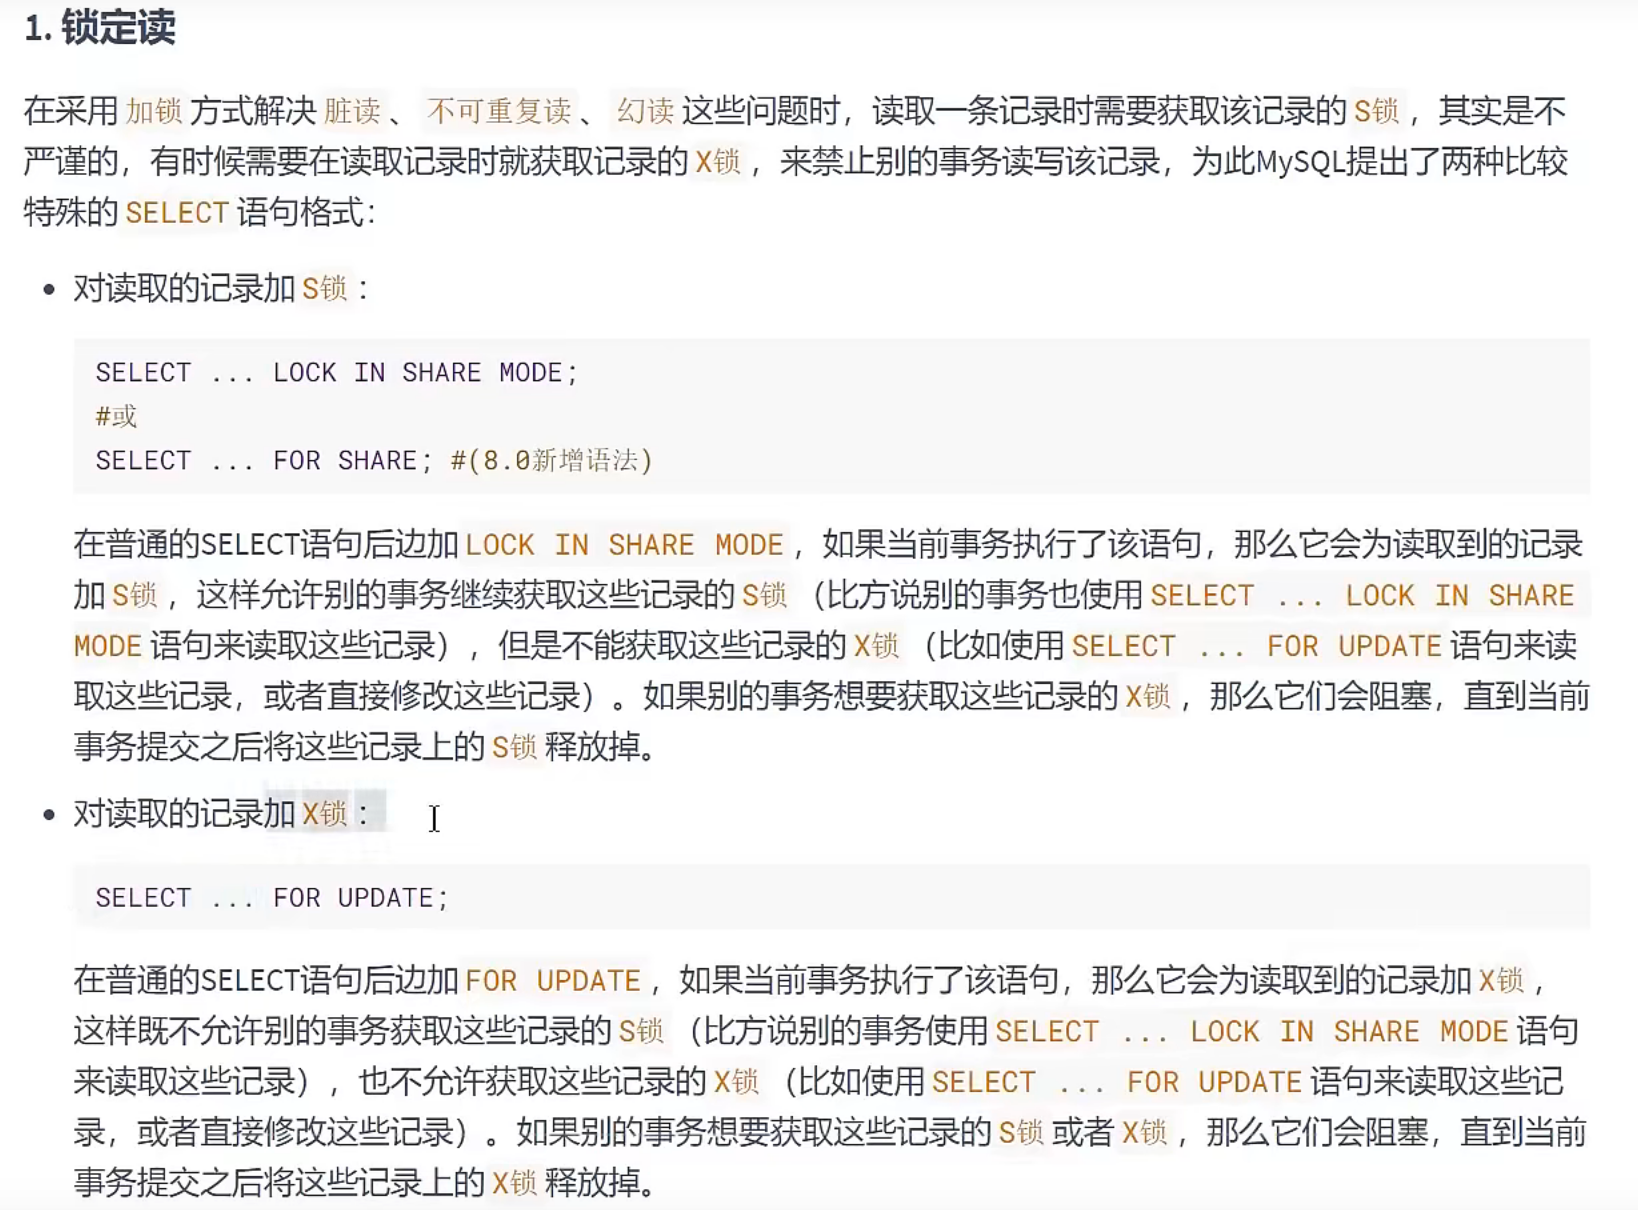 1. 锁定读
在采用 加锁 方式解决 脏读 、 不可重复读 、 幻读 这些问题时，读取一条记录时需要获取该记录的 S锁 ，其实是不
严谨的，有时候需要在读取记录时就获取记录的 X锁 ，来禁止别的事务读写该记录，为此MySQL提出了两种比较
特殊的 SELECT 语句格式：
• 对读取的记录加 S锁 ：
SELECT ... LOCK IN SHARE MODE;
#或
SELECT ... FOR SHARE; #(8.0新增语法)
在普通的SELECT语句后边加 LOCK IN SHARE MODE ，如果当前事务执行了该语句，那么它会为读取到的记录
加 S锁 ，这样允许别的事务继续获取这些记录的 S锁 （比方说别的事务也使用 SELECT ... LOCK IN SHARE
MODE 语句来读取这些记录），但是不能获取这些记录的 X锁 （比如使用 SELECT ... FOR UPDATE 语句来读
取这些记录，或者直接修改这些记录）。如果别的事务想要获取这些记录的 X锁 ，那么它们会阻塞，直到当前
事务提交之后将这些记录上的 S锁 释放掉。
• 对读取的记录加 X锁 ：
SELECT ... FOR UPDATE;
在普通的SELECT语句后边加 FOR UPDATE ，如果当前事务执行了该语句，那么它会为读取到的记录加 X锁 ，
这样既不允许别的事务获取这些记录的 S锁 （比方说别的事务使用 SELECT ... LOCK IN SHARE MODE 语句
来读取这些记录），也不允许获取这些记录的 X锁 （比如使用 SELECT ... FOR UPDATE 语句来读取这些记
录，或者直接修改这些记录）。如果别的事务想要获取这些记录的 S锁 或者 X锁 ，那么它们会阻塞，直到当前
事务提交之后将这些记录上的 X锁 释放掉。